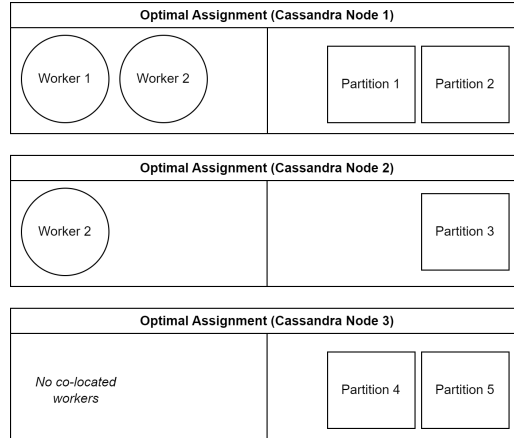 Optimal Assignment (Cassandra Node 1)
Worker 1
Worker 2
Partition 1
Partition 2
Optimal Assignment (Cassandra Node 2)
Worker 2
Partition 3
Optimal Assignment (Cassandra Node 3)
No co-located
workers
Partition 4
Partition 5